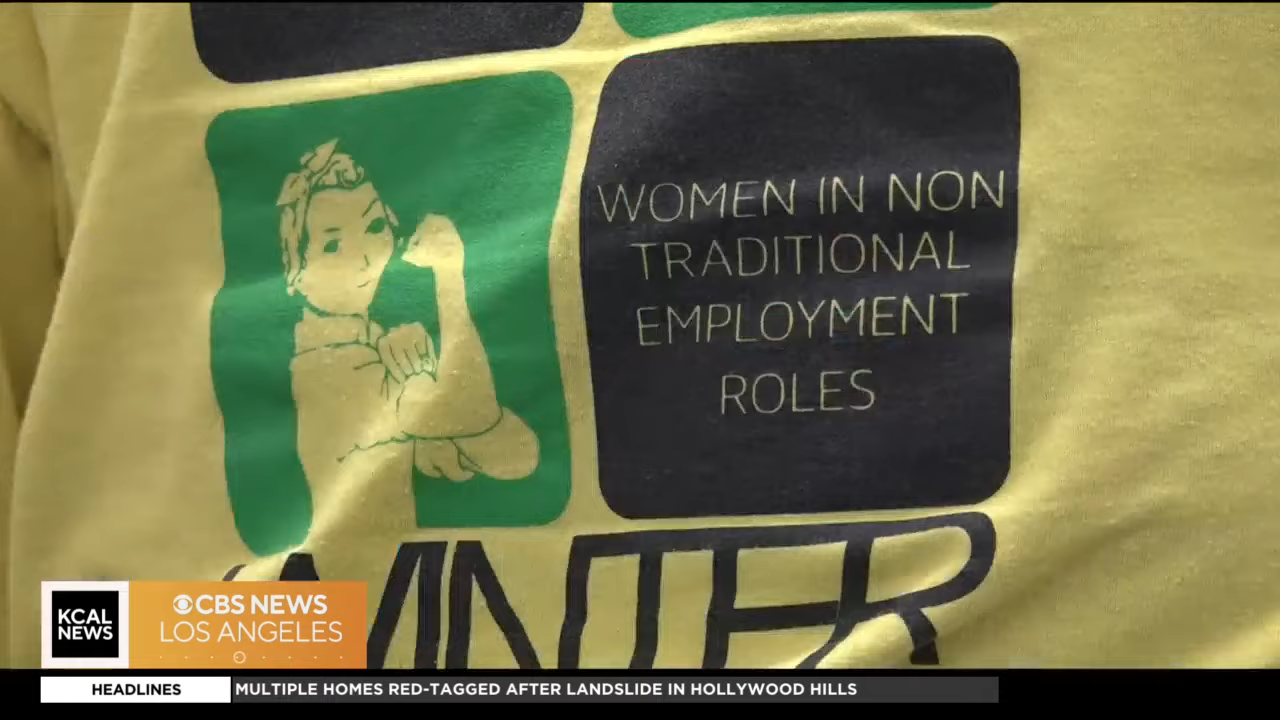 WOMEN IN NON
TRADITIONAL
EMPLOYMENT
ROLES
WINTER
KCAL
NEWS
CBS NEWS
LOS ANGELES
HEADLINES
MULTIPLE HOMES RED-TAGGED AFTER LANDSLIDE IN HOLLYWOOD HILLS